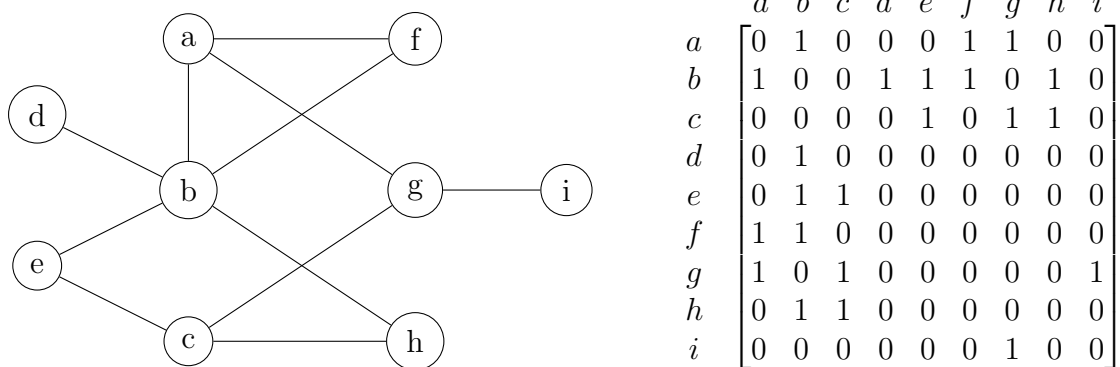 a f
d
b g i
e
c h
a b c d e f g h i
a 0 1 0 0 0 1 1 0 0
b 1 0 0 1 1 1 0 1 0
c 0 0 0 0 1 0 1 1 0
d 0 1 0 0 0 0 0 0 0
e 0 1 1 0 0 0 0 0 0
f 1 1 0 0 0 0 0 0 0
g 1 0 1 0 0 0 0 0 1
h 0 1 1 0 0 0 0 0 0
i 0 0 0 0 0 0 1 0 0